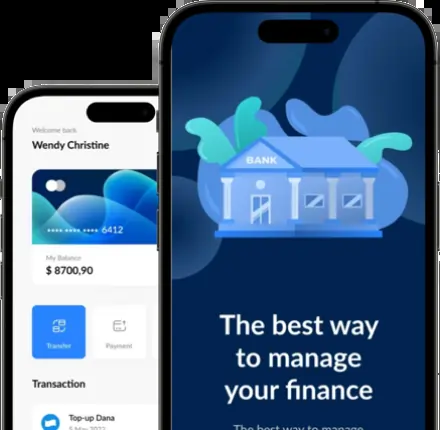 Welcome back
Wendy Christine
•••• •••• •••• 6412
My Balance
$ 8700,90
Transfer
Payment
Transaction
Top-up Dana
5 May 2022
BANK
The best way
to manage
your finance
The best way to manage